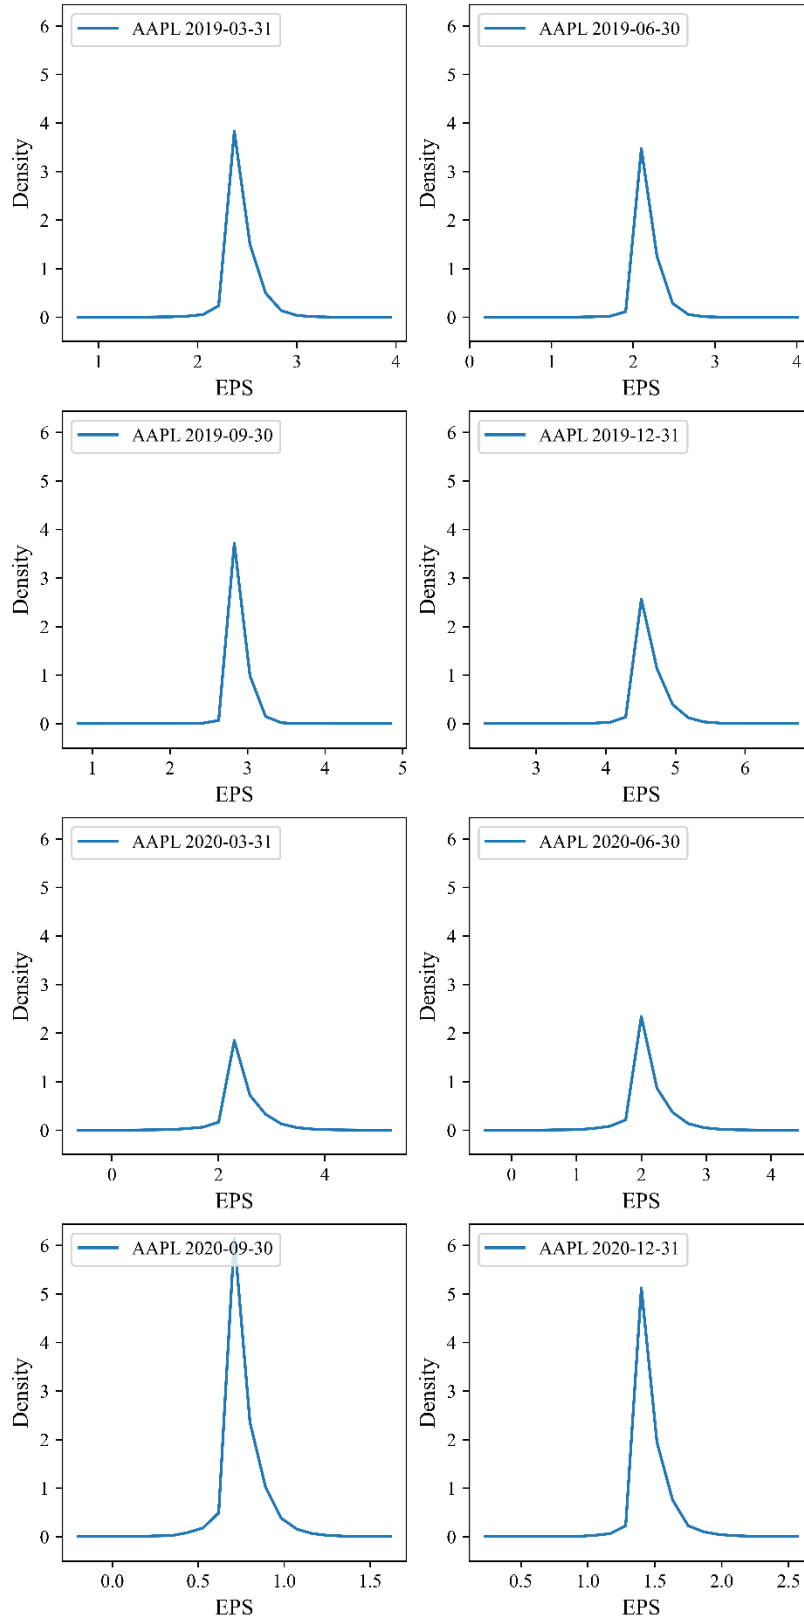 AAPL 2019-03-31
6
5
4
3
2
1
0
Density
1 2 3 4
EPS
AAPL 2019-06-30
6
5
4
3
2
1
0
Density
0 1 2 3 4
EPS
AAPL 2019-09-30
6
5
4
3
2
1
0
Density
1 2 3 4 5
EPS
AAPL 2019-12-31
6
5
4
3
2
1
0
Density
3 4 5 6
EPS
AAPL 2020-03-31
6
5
4
3
2
1
0
Density
0 2 4
EPS
AAPL 2020-06-30
6
5
4
3
2
1
0
Density
0 1 2 3 4
EPS
AAPL 2020-09-30
6
5
4
3
2
1
0
Density
0.0 0.5 1.0 1.5
EPS
AAPL 2020-12-31
6
5
4
3
2
1
0
Density
0.5 1.0 1.5 2.0 2.5
EPS